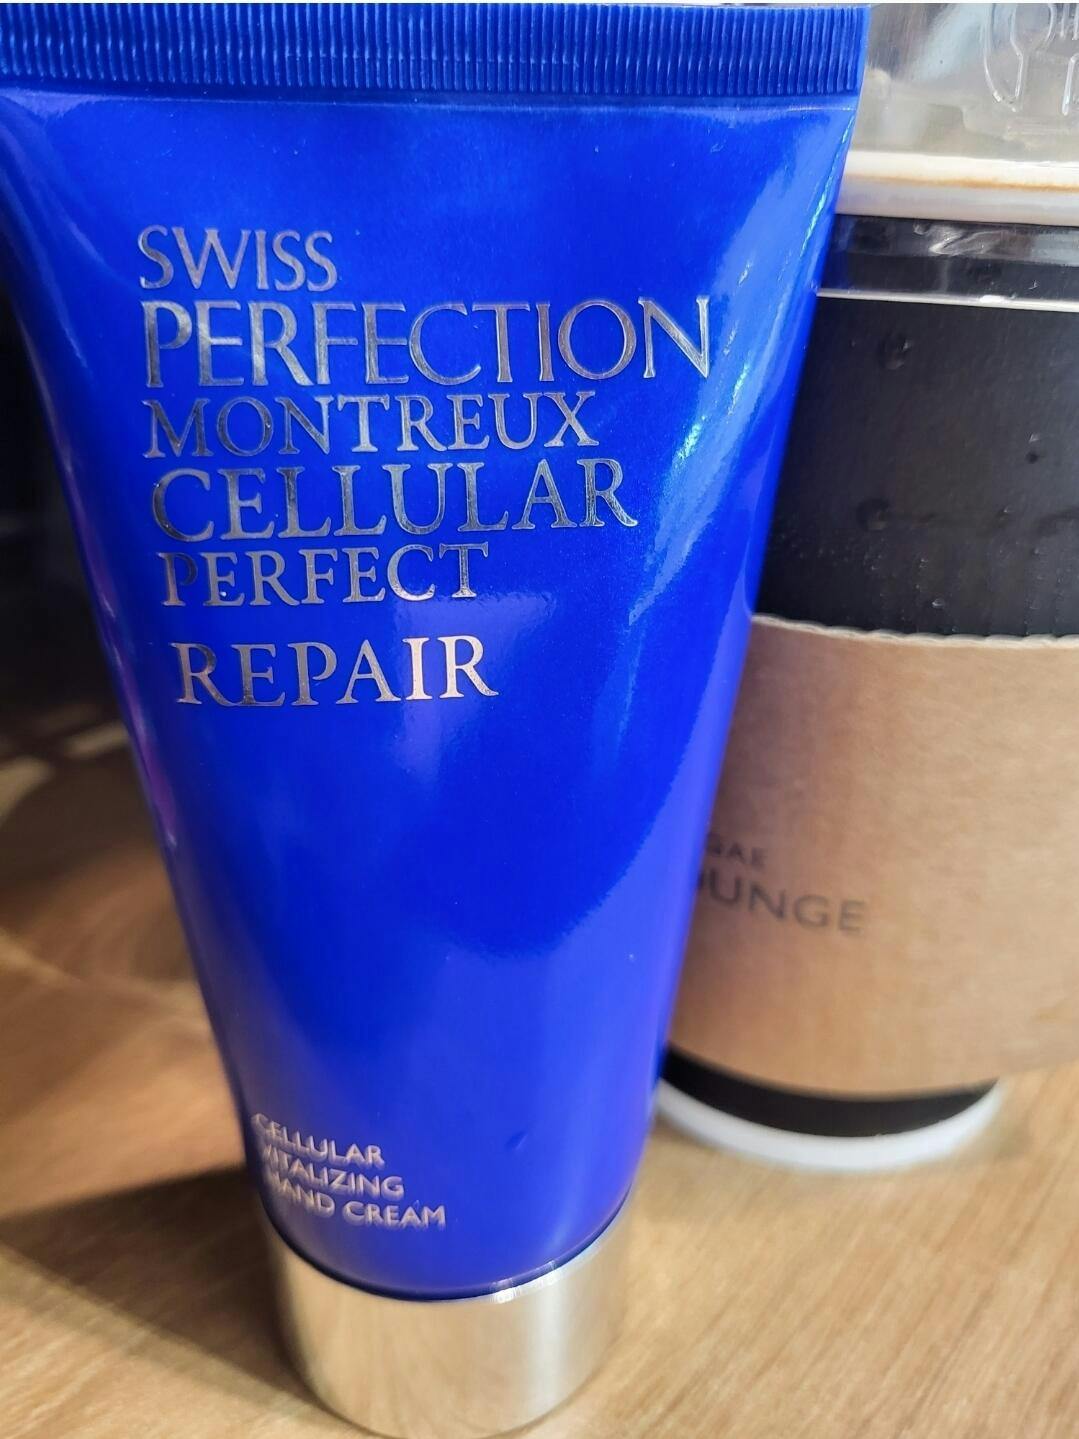 SWISS
PERFECTION
MONTREUX
CELLULAR
PERFECT
REPAIR
CELLULAR
VITALIZING
HAND CREAM